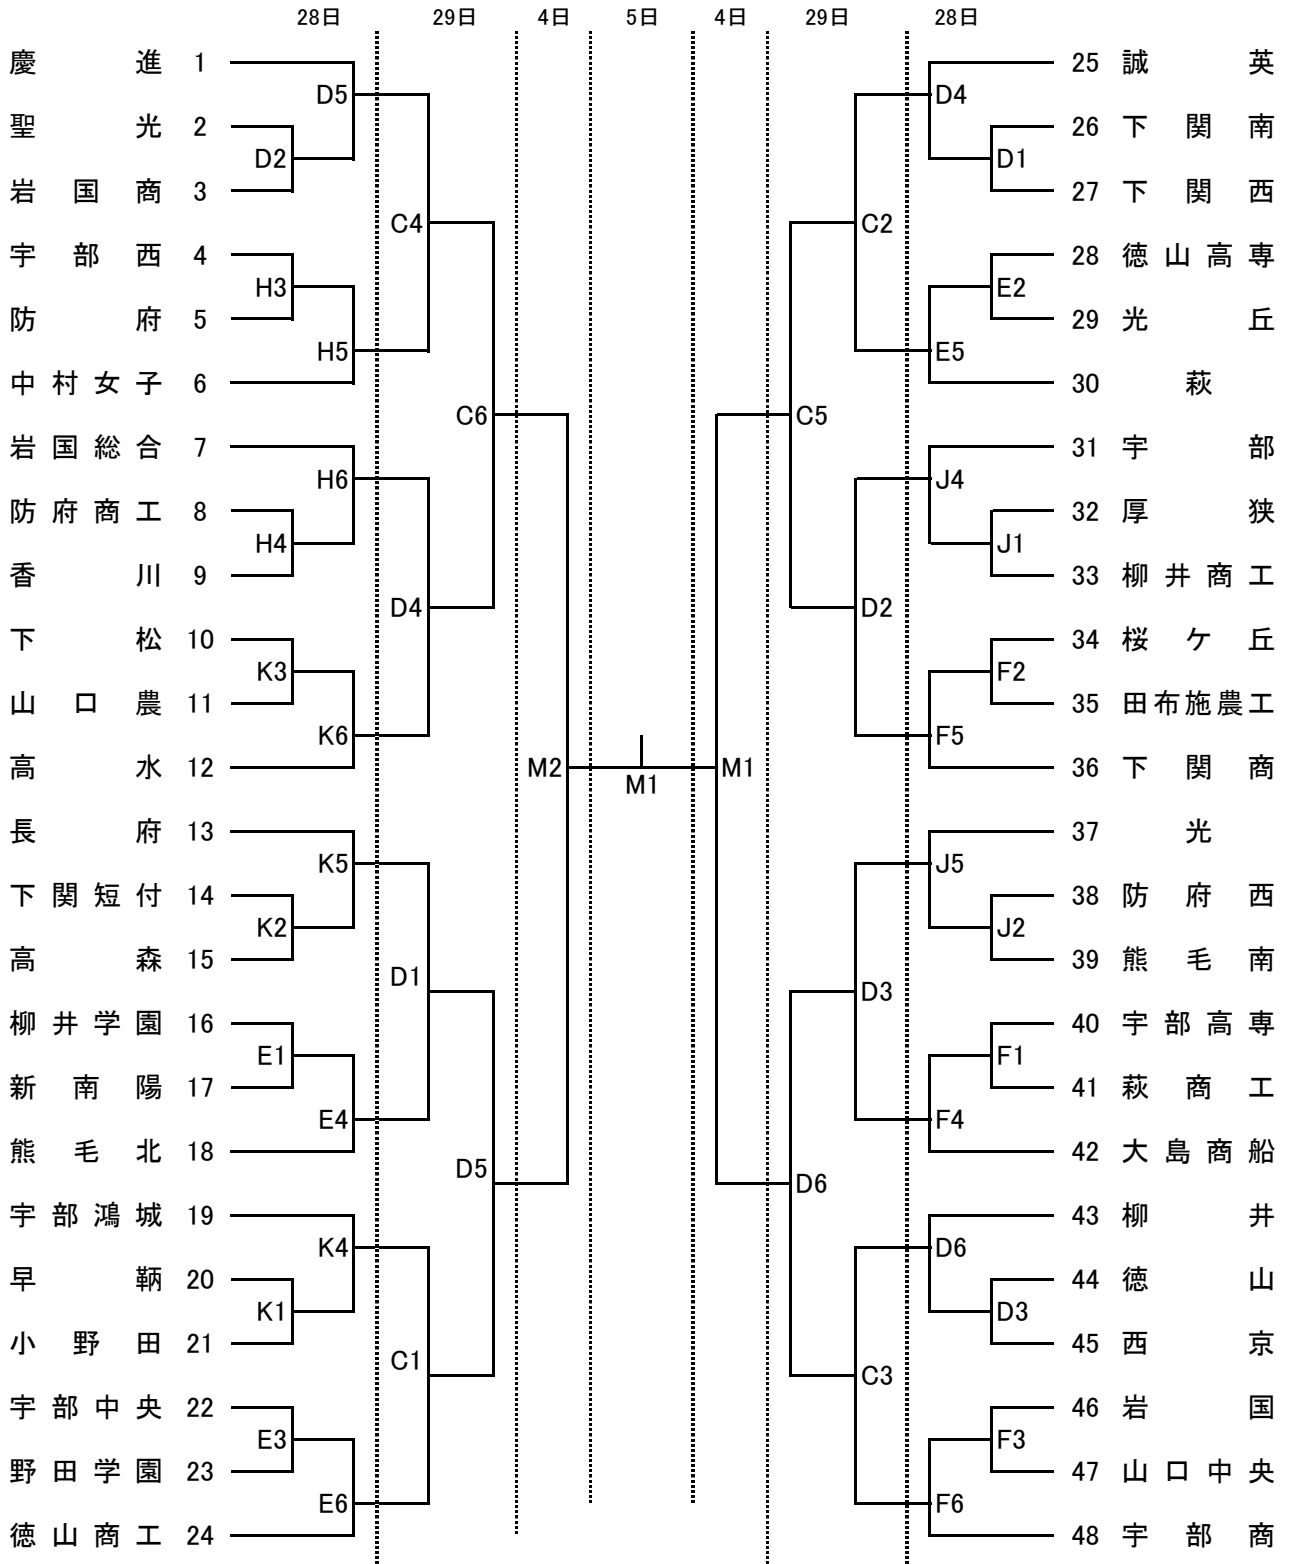 28日 29日 4日 5日 4日 29日 28日
慶進 1 25 誠英
D5 D4
聖光 2 26 下関南
D2 D1
岩国商 3 27 下関西
C4 C2
宇部西 4 28 徳山高専
H3 E2
防府 5 29 光丘
H5 E5
中村女子 6 30 萩
C6 C5
岩国総合 7 31 宇部
H6 J4
防府商工 8 32 厚狭
H4 J1
香川 9 33 柳井商工
D4 D2
下松 10 34 桜ケ丘
K3 F2
山口農 11 35 田布施農工
K6 F5
高水 12 36 下関商
M2 M1 M1
長府 13 37 光
K5 J5
下関短付 14 38 防府西
K2 J2
高森 15 39 熊毛南
D1 D3
柳井学園 16 40 宇部高専
E1 F1
新南陽 17 41 萩商工
E4 F4
熊毛北 18 42 大島商船
D5 D6
宇部鴻城 19 43 柳井
K4 D6
早鞆 20 44 徳山
K1 D3
小野田 21 45 西京
C1 C3
宇部中央 22 46 岩国
E3 F3
野田学園 23 47 山口中央
E6 F6
徳山商工 24 48 宇部商